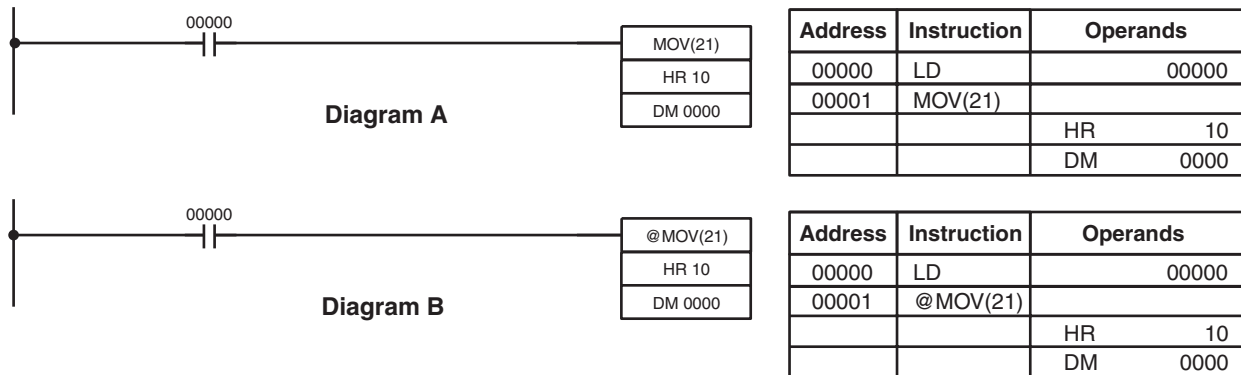 00000
MOV(21)
HR 10
DM 0000
Diagram A
Address Instruction Operands
00000 LD 00000
00001 MOV(21)
HR 10
DM 0000
00000
@MOV(21)
HR 10
DM 0000
Diagram B
Address Instruction Operands
00000 LD 00000
00001 @MOV(21)
HR 10
DM 0000